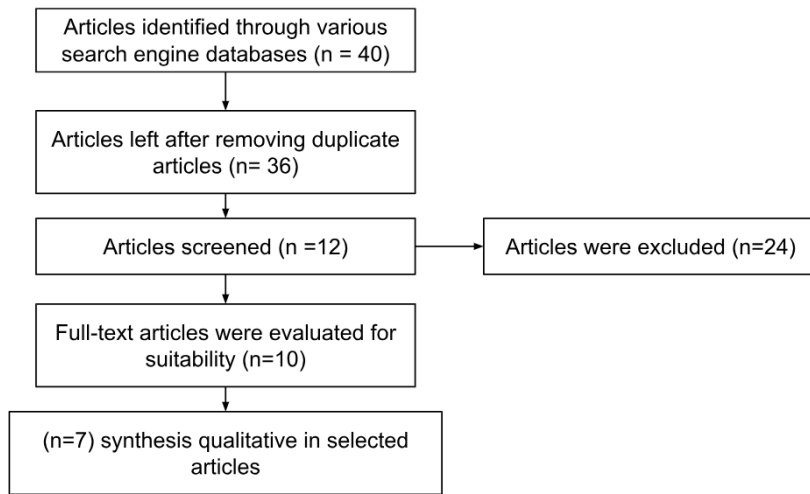 Articles identified through various
search engine databases (n = 40)
Articles left after removing duplicate
articles (n= 36)
Articles screened (n =12)
Articles were excluded (n=24)
Full-text articles were evaluated for
suitability (n=10)
(n=7) synthesis qualitative in selected
articles